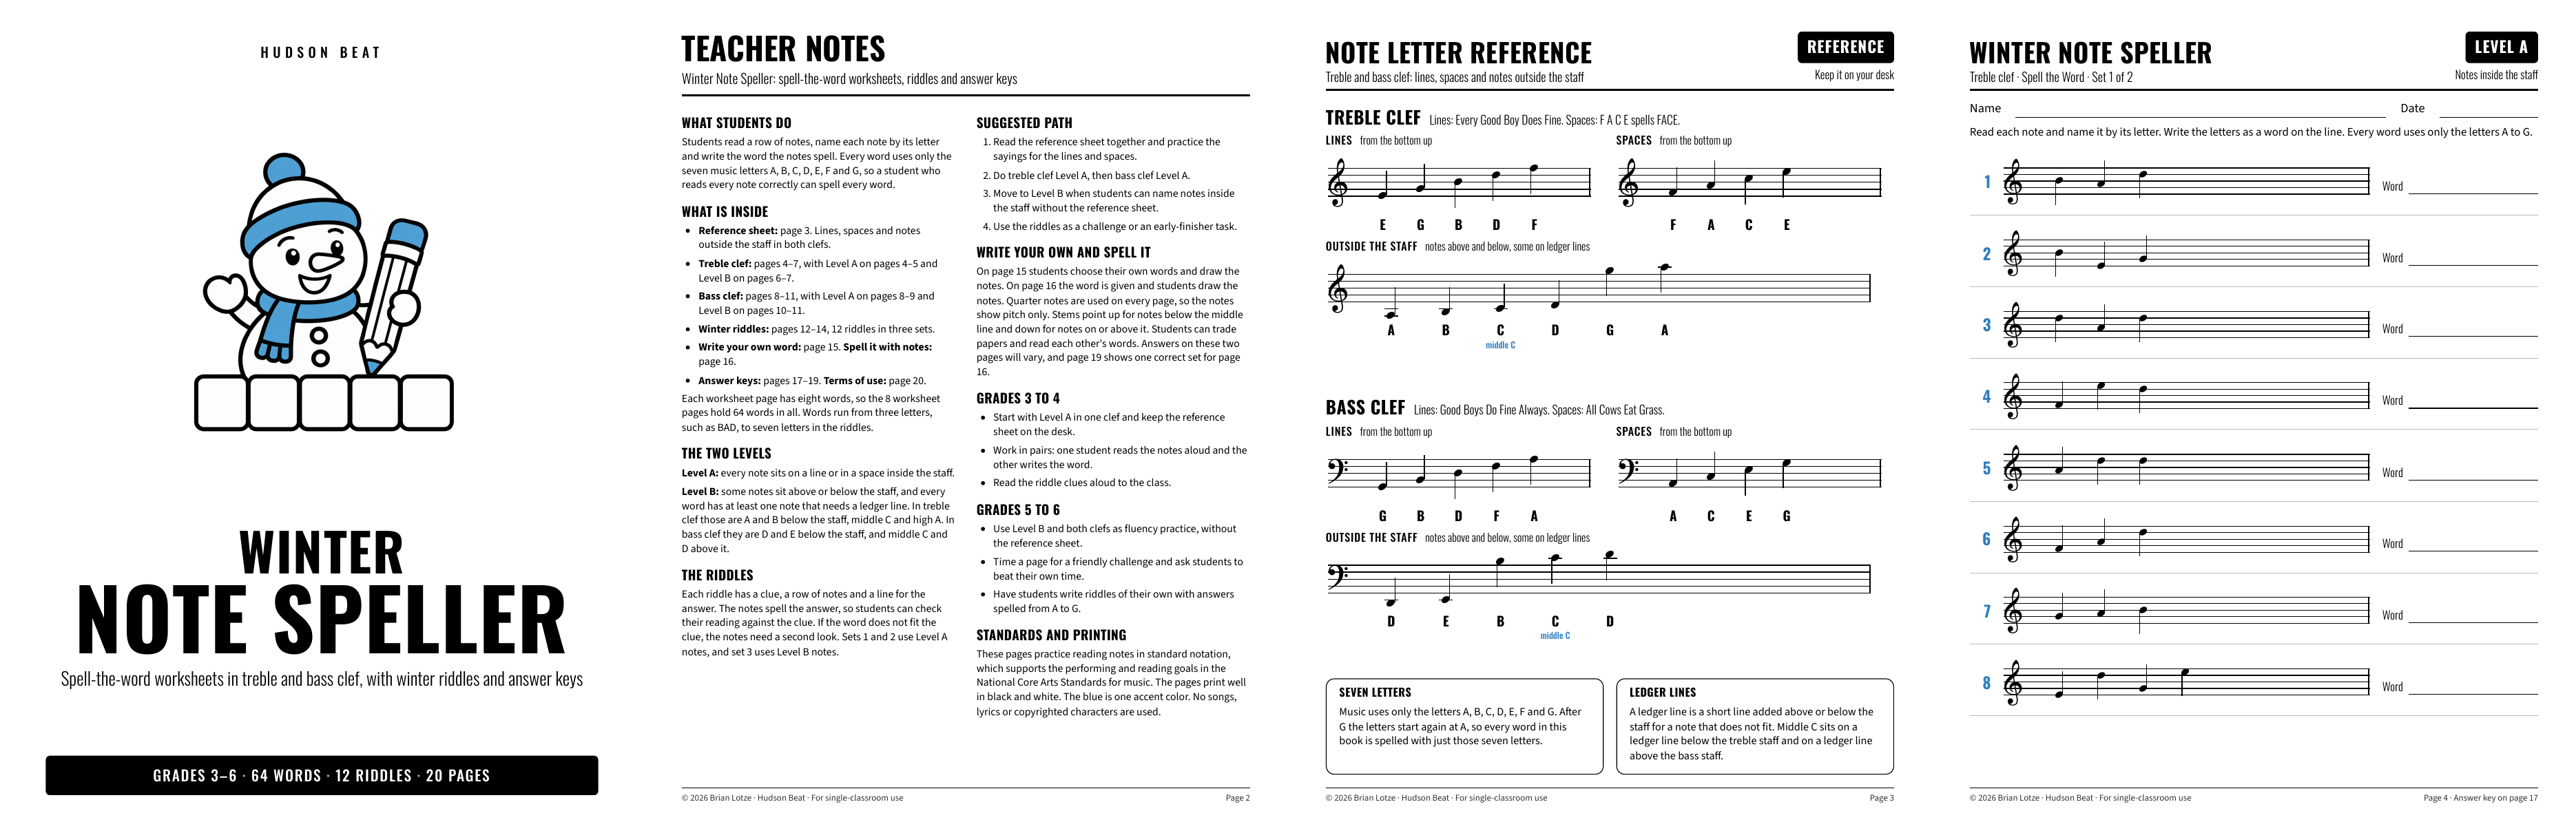 HUDSON BEAT
WINTER
NOTE SPELLER
Spell-the-word worksheets in treble and bass clef, with winter riddles and answer keys
GRADES 3–6 · 64 WORDS · 12 RIDDLES · 20 PAGES
TEACHER NOTES
Winter Note Speller: spell-the-word worksheets, riddles and answer keys
WHAT STUDENTS DO
Students read a row of notes, name each note by its letter
and write the word the notes spell. Every word uses only the
seven music letters A, B, C, D, E, F and G, so a student who
reads every note correctly can spell every word.
WHAT IS INSIDE
• Reference sheet: page 3. Lines, spaces and notes
outside the staff in both clefs.
• Treble clef: pages 4–7, with Level A on pages 4–5 and
Level B on pages 6–7.
• Bass clef: pages 8–11, with Level A on pages 8–9 and
Level B on pages 10–11.
• Winter riddles: pages 12–14, 12 riddles in three sets.
• Write your own word: page 15. Spell it with notes:
page 16.
• Answer keys: pages 17–19. Terms of use: page 20.
Each worksheet page has eight words, so the 8 worksheet
pages hold 64 words in all. Words run from three letters,
such as BAD, to seven letters in the riddles.
THE TWO LEVELS
Level A: every note sits on a line or in a space inside the staff.
Level B: some notes sit above or below the staff, and every
word has at least one note that needs a ledger line. In treble
clef those are A and B below the staff, middle C and high A. In
bass clef they are D and E below the staff, and middle C and
D above it.
THE RIDDLES
Each riddle has a clue, a row of notes and a line for the
answer. The notes spell the answer, so students can check
their reading against the clue. If the word does not fit the
clue, the notes need a second look. Sets 1 and 2 use Level A
notes, and set 3 uses Level B notes.
SUGGESTED PATH
1. Read the reference sheet together and practice the
sayings for the lines and spaces.
2. Do treble clef Level A, then bass clef Level A.
3. Move to Level B when students can name notes inside
the staff without the reference sheet.
4. Use the riddles as a challenge or an early-finisher task.
WRITE YOUR OWN AND SPELL IT
On page 15 students choose their own words and draw the
notes. On page 16 the word is given and students draw the
notes. Quarter notes are used on every page, so the notes
show pitch only. Stems point up for notes below the middle
line and down for notes on or above it. Students can trade
papers and read each other's words. Answers on these two
pages will vary, and page 19 shows one correct set for page
16.
GRADES 3 TO 4
• Start with Level A in one clef and keep the reference
sheet on the desk.
• Work in pairs: one student reads the notes aloud and the
other writes the word.
• Read the riddle clues aloud to the class.
GRADES 5 TO 6
• Use Level B and both clefs as fluency practice, without
the reference sheet.
• Time a page for a friendly challenge and ask students to
beat their own time.
• Have students write riddles of their own with answers
spelled from A to G.
STANDARDS AND PRINTING
These pages practice reading notes in standard notation,
which supports the performing and reading goals in the
National Core Arts Standards for music. The pages print well
in black and white. The blue is one accent color. No songs,
lyrics or copyrighted characters are used.
© 2026 Brian Lotze · Hudson Beat · For single-classroom use
Page 2
NOTE LETTER REFERENCE
REFERENCE
Treble and bass clef: lines, spaces and notes outside the staff
Keep it on your desk
TREBLE CLEF Lines: Every Good Boy Does Fine. Spaces: F A C E spells FACE.
LINES from the bottom up
SPACES from the bottom up
E G B D F
F A C E
OUTSIDE THE STAFF notes above and below, some on ledger lines
A B C D G A
middle C
BASS CLEF Lines: Good Boys Do Fine Always. Spaces: All Cows Eat Grass.
LINES from the bottom up
SPACES from the bottom up
G B D F A
A C E G
OUTSIDE THE STAFF notes above and below, some on ledger lines
D E B C D
middle C
SEVEN LETTERS
Music uses only the letters A, B, C, D, E, F and G. After
G the letters start again at A, so every word in this
book is spelled with just those seven letters.
LEDGER LINES
A ledger line is a short line added above or below the
staff for a note that does not fit. Middle C sits on a
ledger line below the treble staff and on a ledger line
above the bass staff.
© 2026 Brian Lotze · Hudson Beat · For single-classroom use
Page 3
WINTER NOTE SPELLER
LEVEL A
Treble clef · Spell the Word · Set 1 of 2
Notes inside the staff
Name
Date
Read each note and name it by its letter. Write the letters as a word on the line. Every word uses only the letters A to G.
1 Word
2 Word
3 Word
4 Word
5 Word
6 Word
7 Word
8 Word
© 2026 Brian Lotze · Hudson Beat · For single-classroom use
Page 4 · Answer key on page 17